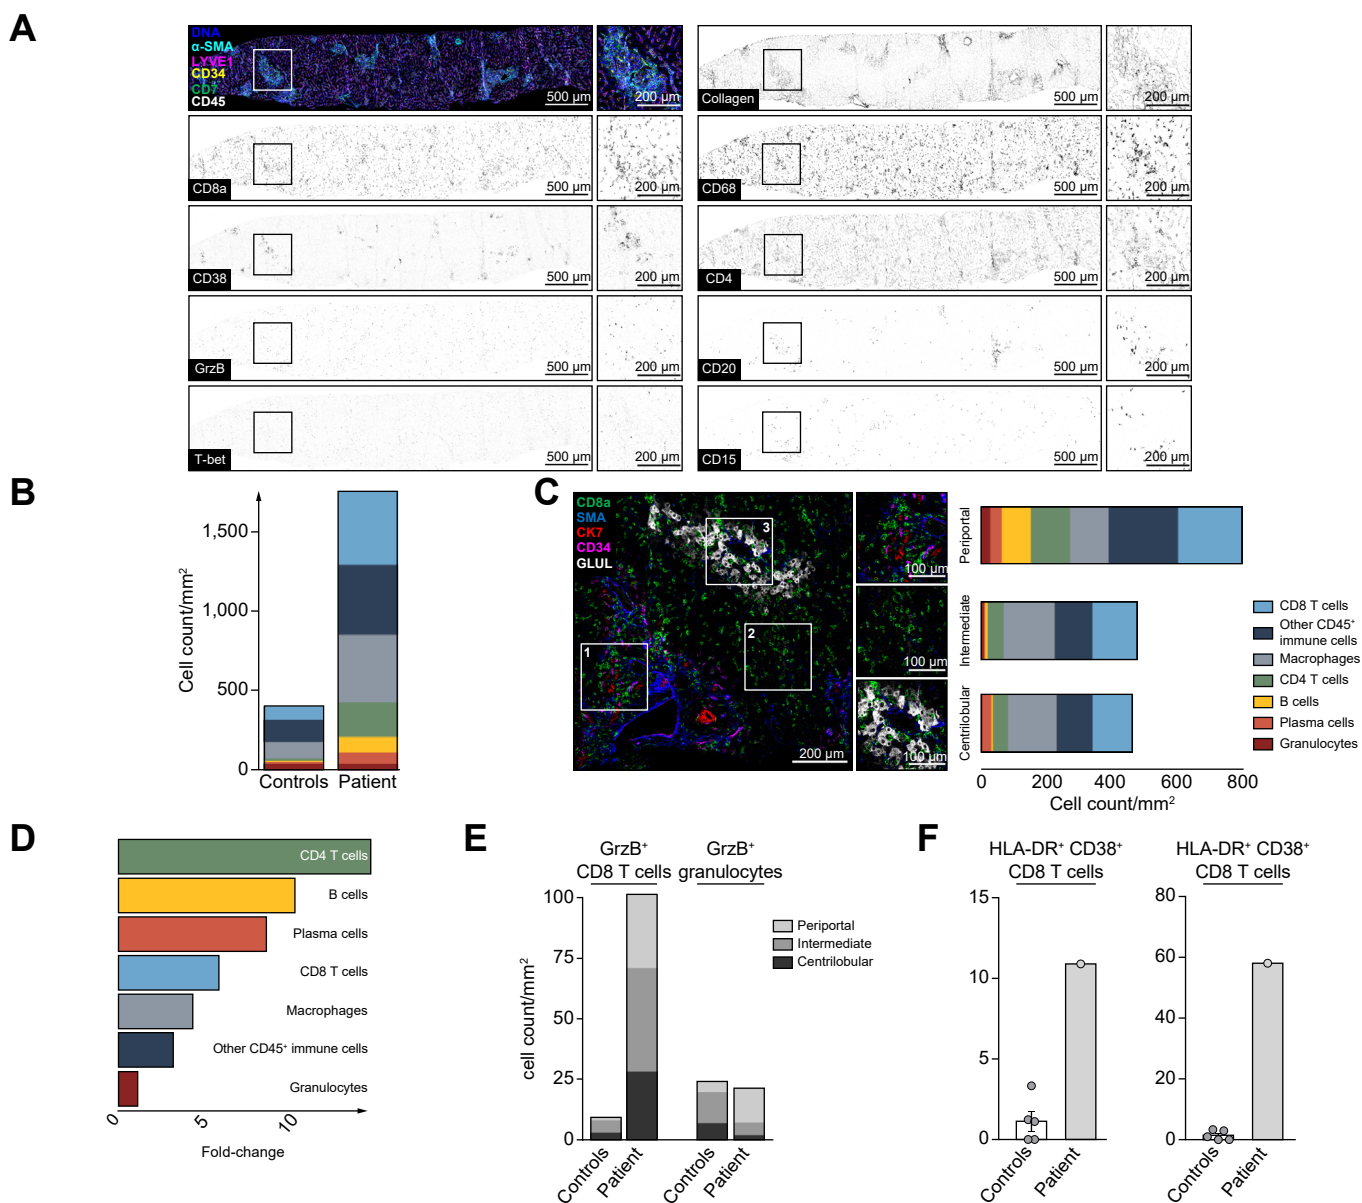 A
DNA
α-SMA
LYVE1
CD34
CD7
CD45
500 µm
200 µm
Collagen
500 µm
200 µm
CD8a
500 µm
200 µm
CD68
500 µm
200 µm
CD38
500 µm
200 µm
CD4
500 µm
200 µm
GrzB
500 µm
200 µm
CD20
500 µm
200 µm
T-bet
500 µm
200 µm
CD15
500 µm
200 µm
B
Cell count/mm²
1,500
1,000
500
0
Controls
Patient
C
CD8a
SMA
CK7
CD34
GLUL
1
2
3
200 µm
100 µm
100 µm
100 µm
Periportal
Intermediate
Centrilobular
0 200 400 600 800
Cell count/mm²
CD8 T cells
Other CD45⁺
immune cells
Macrophages
CD4 T cells
B cells
Plasma cells
Granulocytes
D
CD4 T cells
B cells
Plasma cells
CD8 T cells
Macrophages
Other CD45⁺ immune cells
Granulocytes
0 5 10
Fold-change
E
GrzB⁺
CD8 T cells
GrzB⁺
granulocytes
cell count/mm²
100
75
50
25
0
Controls
Patient
Controls
Patient
Periportal
Intermediate
Centrilobular
F
HLA-DR⁺ CD38⁺
CD8 T cells
15
10
5
0
Controls
Patient
HLA-DR⁺ CD38⁺
CD8 T cells
80
60
40
20
0
Controls
Patient